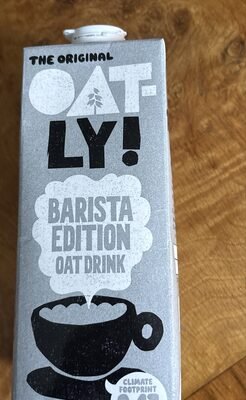 THE ORIGINAL
OAT-
LY!
BARISTA
EDITION
OAT DRINK
CLIMATE
FOOTPRINT